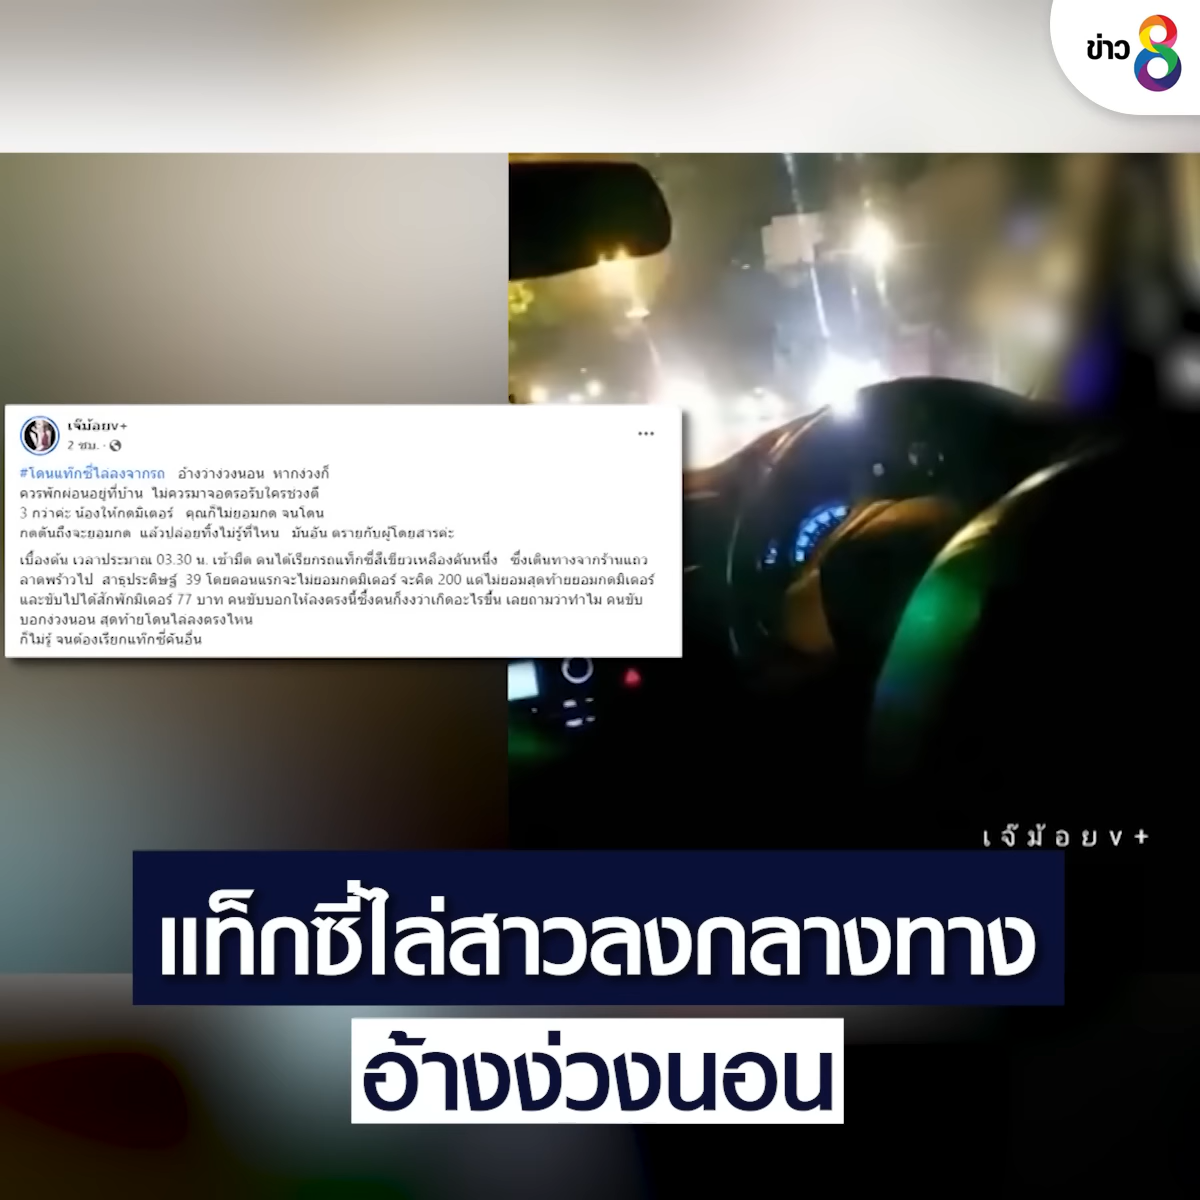 ข่าว 8
เจ๊ม้อยv+
2 ชม.
#โดนแท๊กซี่ไล่ลงจากรถ อ้างว่าง่วงนอน หากง่วงก็
ควรพักผ่อนอยู่ที่บ้าน ไม่ควรมาจอดรอรับใครช่วงตี
3 กว่าค่ะ น้องให้กดมิเตอร์ คุณก็ไม่ยอมกด จนโดน
กดดันถึงจะยอมกด แล้วปล่อยทิ้งไม่รู้ที่ไหน มันอันตรายกับผู้โดยสารค่ะ
เบื้องต้น เวลาประมาณ 03.30 น. เช้ามืด ตนได้เรียกรถแท็กซี่สีเขียวเหลืองคันหนึ่ง ซึ่งเดินทางจากร้านแถว
ลาดพร้าวไป สาธุประดิษฐ์ 39 โดยตอนแรกจะไม่ยอมกดมิเตอร์ จะคิด 200 แต่ไม่ยอมสุดท้ายยอมกดมิเตอร์
และขับไปได้สักพักมิเตอร์ 77 บาท คนขับบอกให้ลงตรงนี้ซึ่งตนก็งงว่าเกิดอะไรขึ้น เลยถามว่าทำไม คนขับ
บอกง่วงนอน สุดท้ายโดนไล่ลงตรงไหน
ก็ไม่รู้ จนต้องเรียกแท๊กซี่คันอื่น
เจ๊ม้อยv+
แท็กซี่ไล่สาวลงกลางทาง
อ้างง่วงนอน